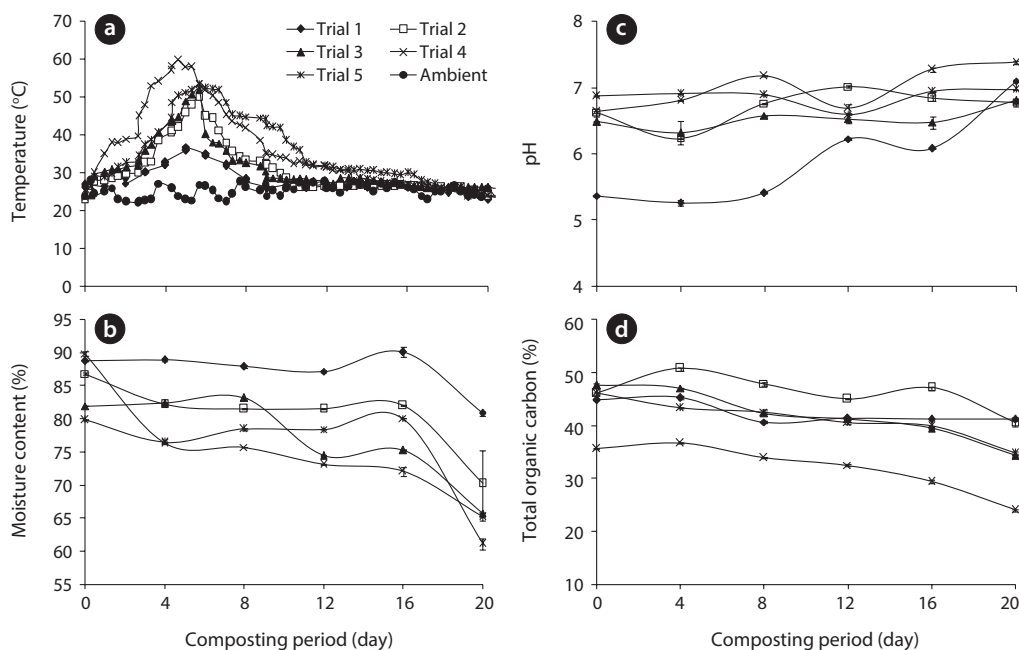 a
Temperature (°C)
70
60
50
40
30
20
10
0
Trial 1
Trial 2
Trial 3
Trial 4
Trial 5
Ambient
c
pH
8
7
6
5
4
b
Moisture content (%)
95
90
85
80
75
70
65
60
55
0
4
8
12
16
20
Composting period (day)
d
Total organic carbon (%)
60
50
40
30
20
10
0
4
8
12
16
20
Composting period (day)